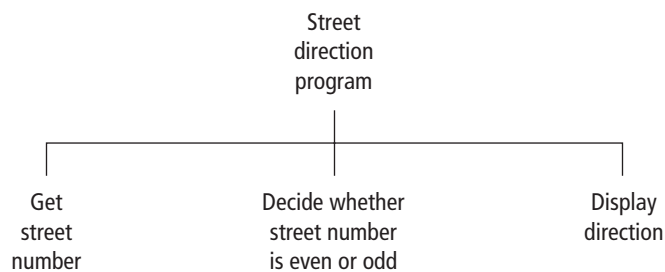 Street
direction
program
Get
street
number
Decide whether
street number
is even or odd
Display
direction